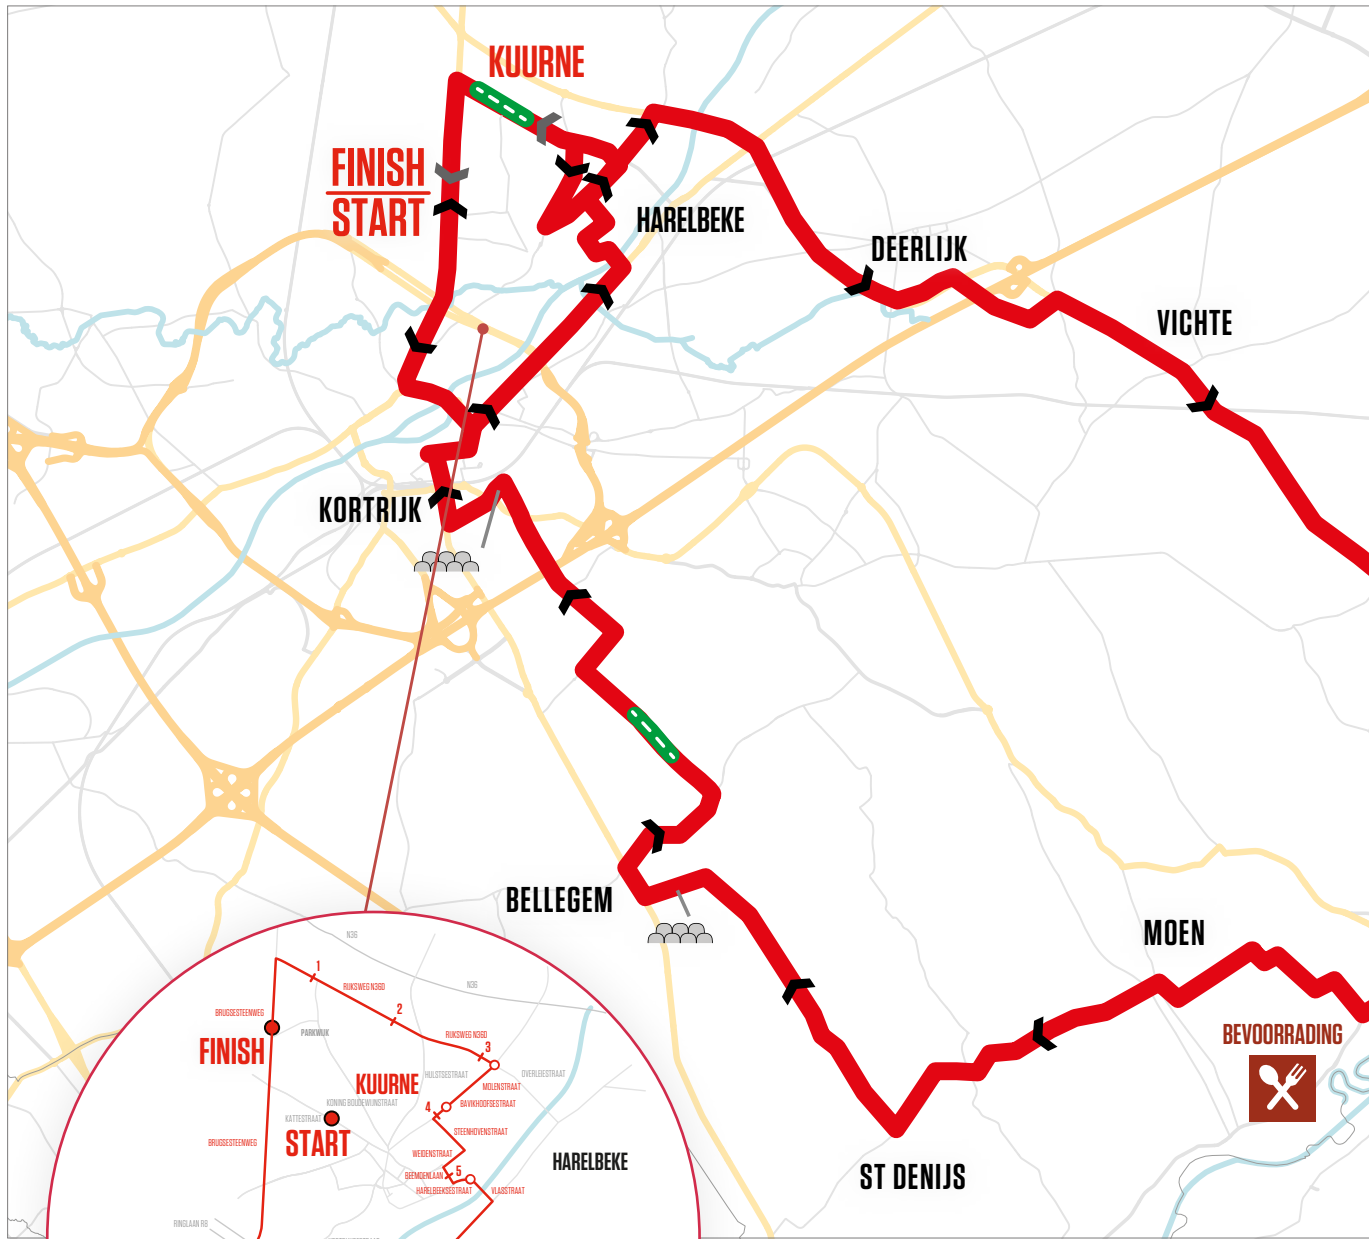 KUURNE
FINISH
START
HARELBEKE
DEERLIJK
VICHTE
KORTRIJK
BELLEGEM
MOEN
BEVOORRADING
ST DENIJS
N36
1
RIJKSWEG N36D
N36
BRUGSESTEENWEG
2
PARKWIJK
RIJKSWEG N36D
FINISH
3
HULSTSESTRAAT
OVERLEIESTRAAT
KUURNE
MOLENSTRAAT
KONING BOUDEWIJNSTRAAT
BAVIKHOOFSESTRAAT
4
KATTESTRAAT
START
STEENHOVENSTRAAT
BRUGSESTEENWEG
WEIDENSTRAAT
HARELBEKE
BEEMDENLAAN
5
HARELBEEKSESTRAAT
VLASSTRAAT
RINGLAAN R8